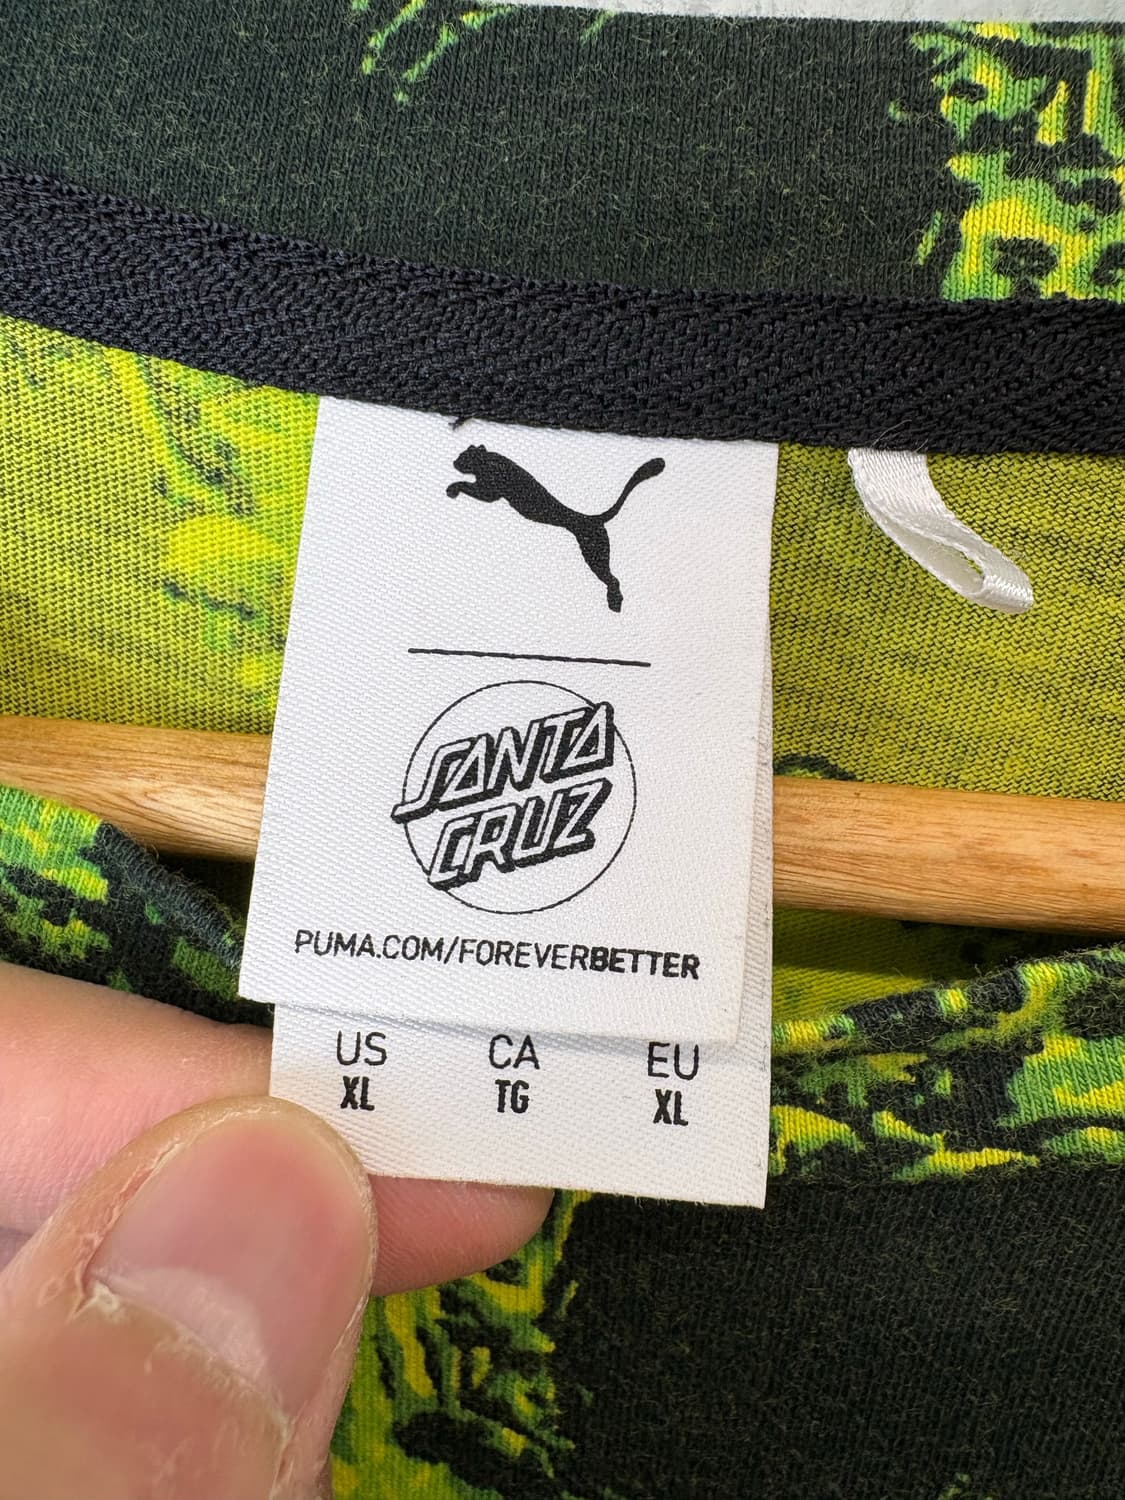 SANTA
CRUZ
PUMA.COM/FOREVERBETTER
US CA EU
XL TG XL